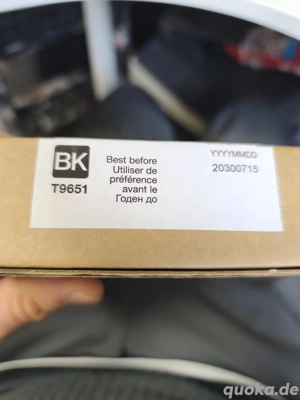 BK
T9651
Best before
Utiliser de
préférence
avant le
Годен до
YYYYMMDD
20300715
quoka.de